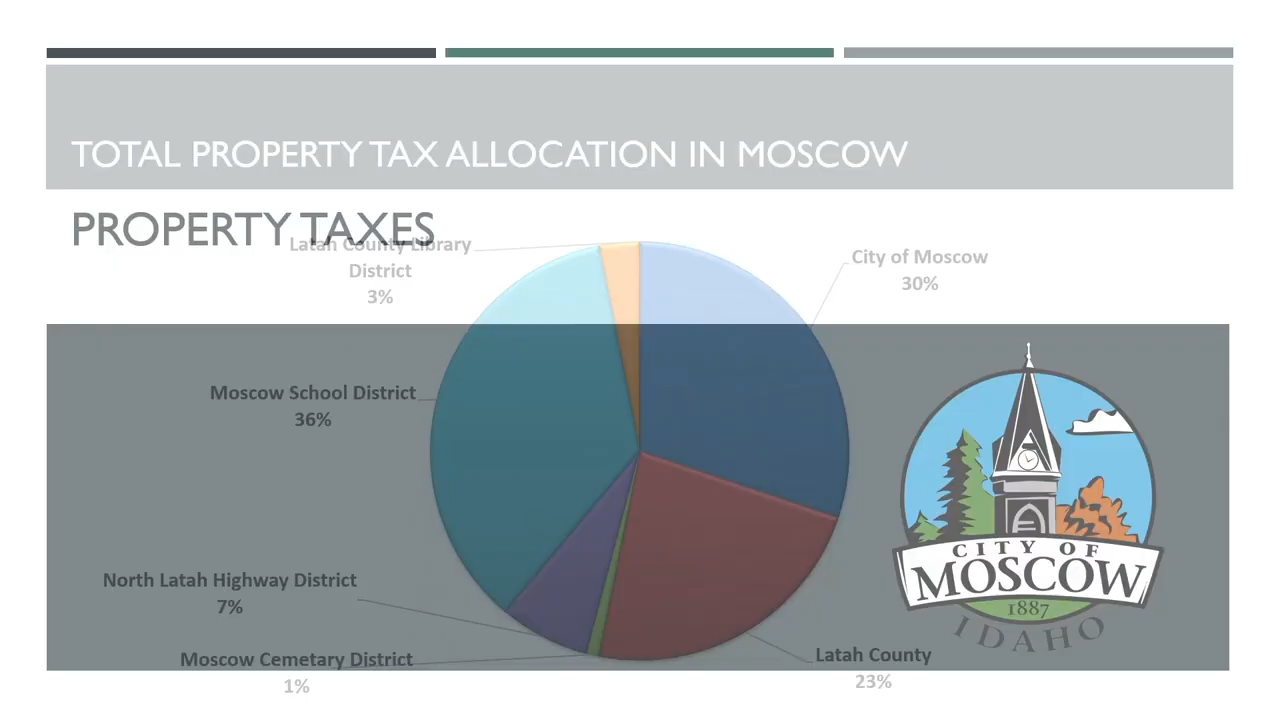 TOTAL PROPERTY TAX ALLOCATION IN MOSCOW
PROPERTY TAXES
Latah County Library
District
3%
City of Moscow
30%
Moscow School District
36%
North Latah Highway District
7%
Moscow Cemetary District
1%
Latah County
23%
CITY OF
MOSCOW
1887
IDAHO